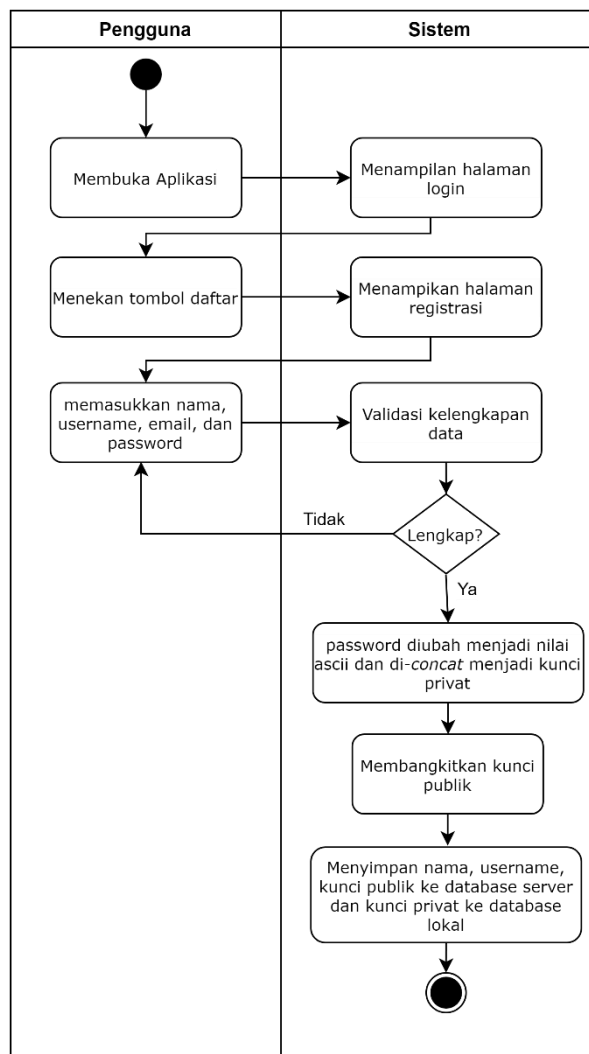 Pengguna
Sistem
Membuka Aplikasi
Menampilan halaman
login
Menekan tombol daftar
Menampikan halaman
registrasi
memasukkan nama,
username, email, dan
password
Validasi kelengkapan
data
Tidak
Lengkap?
Ya
password diubah menjadi nilai
ascii dan di-concat menjadi kunci
privat
Membangkitkan kunci
publik
Menyimpan nama, username,
kunci publik ke database server
dan kunci privat ke database
lokal